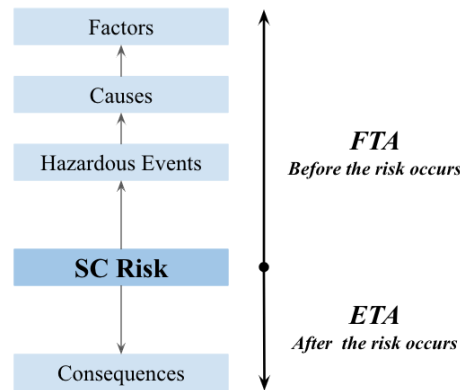 Factors
Causes
Hazardous Events
SC Risk
Consequences
FTA
Before the risk occurs
ETA
After the risk occurs